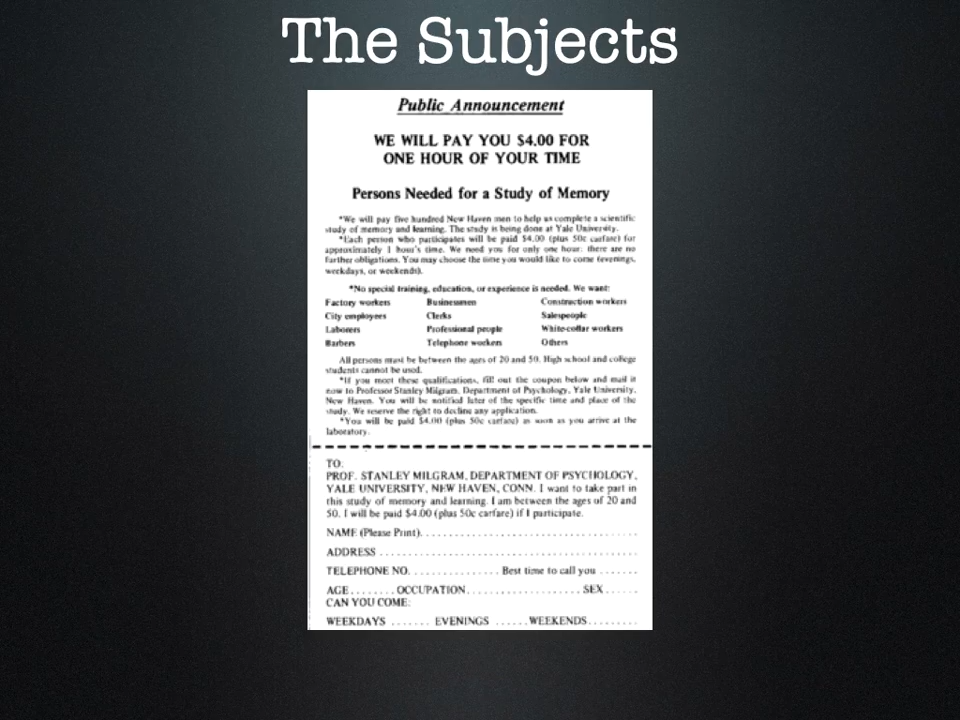 The Subjects
Public Announcement
WE WILL PAY YOU $4.00 FOR
ONE HOUR OF YOUR TIME
Persons Needed for a Study of Memory
*We will pay five hundred New Haven men to help us complete a scientific
study of memory and learning. The study is being done at Yale University.
*Each person who participates will be paid $4.00 (plus 50c carfare) for
approximately 1 hour's time. We need you for only one hour: there are no
further obligations. You may choose the time you would like to come (evenings,
weekdays, or weekends).
*No special training, education, or experience is needed. We want:
Factory workers Businessmen Construction workers
City employees Clerks Salespeople
Laborers Professional people White-collar workers
Barbers Telephone workers Others
All persons must be between the ages of 20 and 50. High school and college
students cannot be used.
*If you meet these qualifications, fill out the coupon below and mail it
now to Professor Stanley Milgram, Department of Psychology, Yale University,
New Haven. You will be notified later of the specific time and place of the
study. We reserve the right to decline any application.
*You will be paid $4.00 (plus 50c carfare) as soon as you arrive at the
laboratory.
TO:
PROF. STANLEY MILGRAM, DEPARTMENT OF PSYCHOLOGY,
YALE UNIVERSITY, NEW HAVEN, CONN. I want to take part in
this study of memory and learning. I am between the ages of 20 and
50. I will be paid $4.00 (plus 50c carfare) if I participate.
NAME (Please Print). . . . . . . . . . . . . . . . . . . . . . . .
ADDRESS . . . . . . . . . . . . . . . . . . . . . . . . . . . . . .
TELEPHONE NO. . . . . . . . . . . . . . . Best time to call you . . . . . . .
AGE . . . . . . . . OCCUPATION . . . . . . . . . . . . . . . . . . SEX . . . . . .
CAN YOU COME:
WEEKDAYS . . . . . . . EVENINGS . . . . . . WEEKENDS . . . . . . . . .